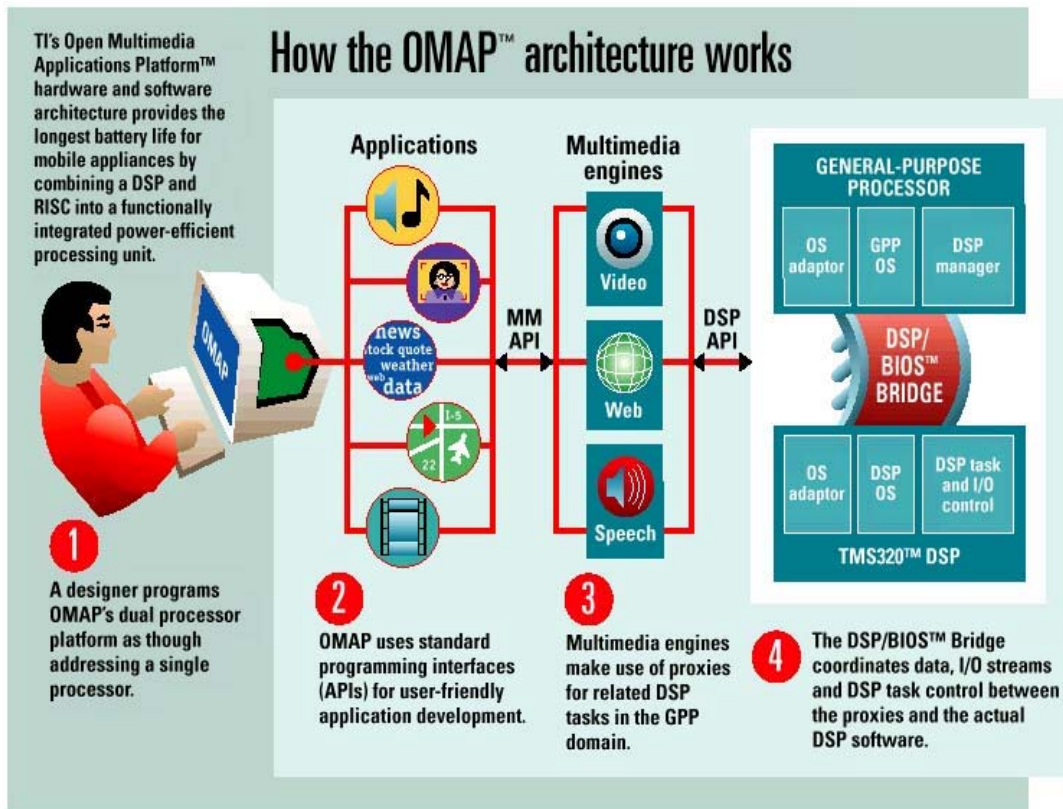 TI's Open Multimedia
Applications Platform™
hardware and software
architecture provides the
longest battery life for
mobile appliances by
combining a DSP and
RISC into a functionally
integrated power-efficient
processing unit.
How the OMAP™ architecture works
OMAP
1
A designer programs
OMAP's dual processor
platform as though
addressing a single
processor.
Applications
news
stock quote
weather
web
data
I-5
22
2
OMAP uses standard
programming interfaces
(APIs) for user-friendly
application development.
MM
API
Multimedia
engines
Video
Web
Speech
3
Multimedia engines
make use of proxies
for related DSP
tasks in the GPP
domain.
DSP
API
GENERAL-PURPOSE
PROCESSOR
OS
adaptor
GPP
OS
DSP
manager
DSP/
BIOS™
BRIDGE
OS
adaptor
DSP
OS
DSP task
and I/O
control
TMS320™ DSP
4
The DSP/BIOS™ Bridge
coordinates data, I/O streams
and DSP task control between
the proxies and the actual
DSP software.